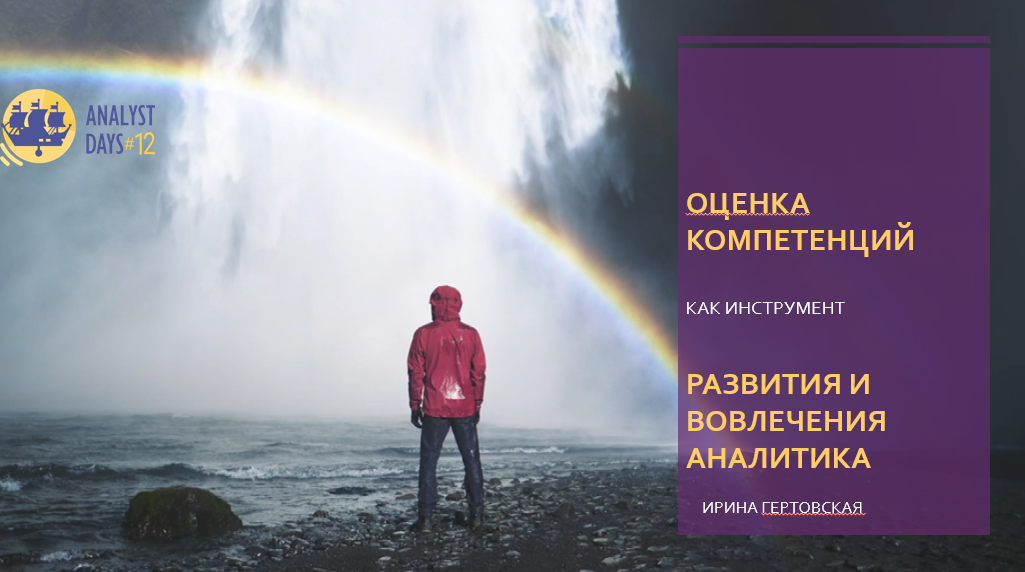 ANALYST
DAYS#12
ОЦЕНКА
КОМПЕТЕНЦИЙ
КАК ИНСТРУМЕНТ
РАЗВИТИЯ И
ВОВЛЕЧЕНИЯ
АНАЛИТИКА
ИРИНА ГЕРТОВСКАЯ